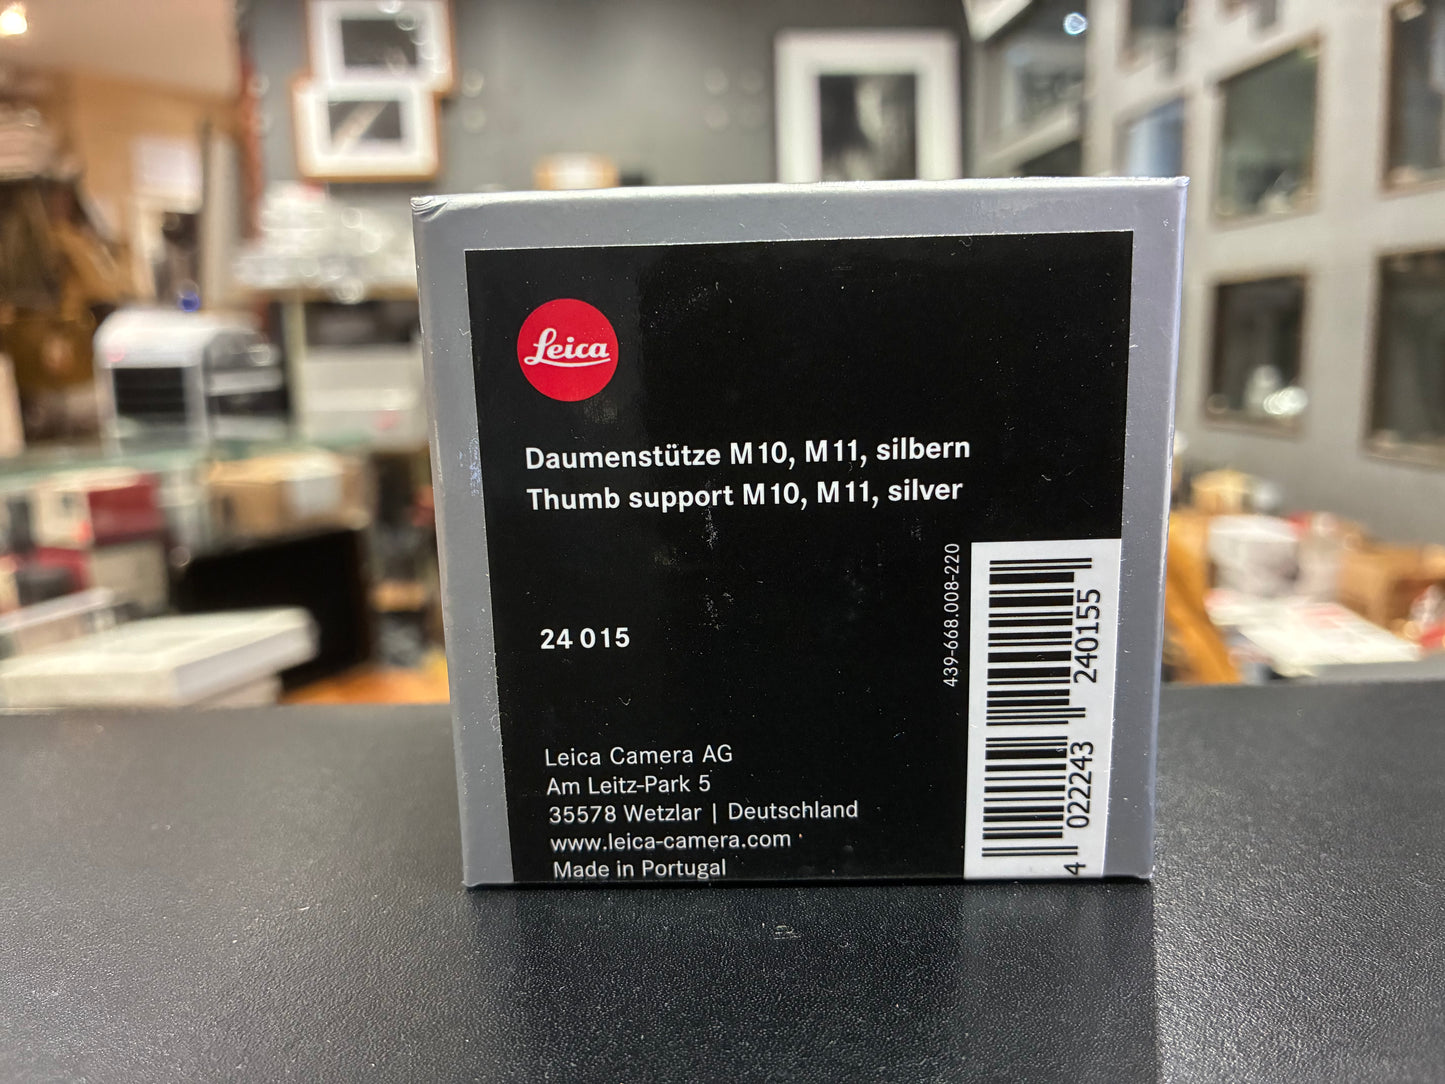 Leica
Daumenstütze M10, M11, silbern
Thumb support M10, M11, silver
24 015
Leica Camera AG
Am Leitz-Park 5
35578 Wetzlar | Deutschland
www.leica-camera.com
Made in Portugal
439-668.008-220
4 022243 240155